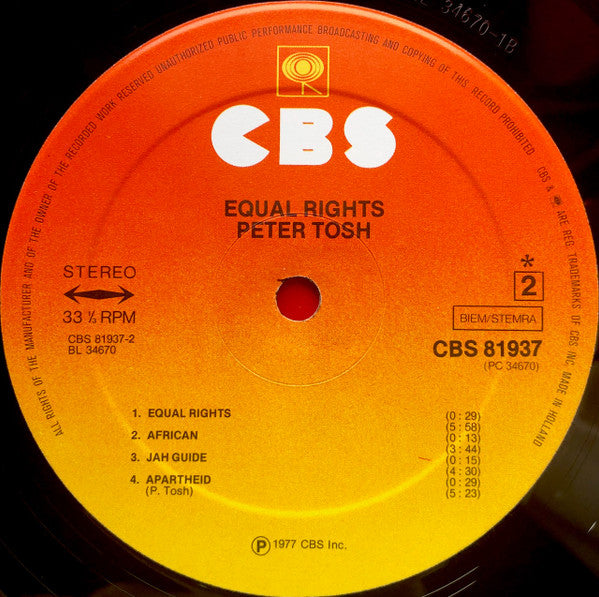 ALL RIGHTS OF THE MANUFACTURER AND OF THE OWNER OF THE RECORDED WORK RESERVED UNAUTHORIZED PUBLIC PERFORMANCE BROADCASTING AND COPYING OF THIS RECORD PROHIBITED. CBS & ARE REG. TRADEMARKS OF CBS INC. MADE IN HOLLAND
34670-1B
CBS
EQUAL RIGHTS
PETER TOSH
STEREO
33 ⅓ RPM
CBS 81937-2
BL 34670
*
2
BIEM/STEMRA
CBS 81937
(PC 34670)
1. EQUAL RIGHTS (0 : 29)
(5 : 58)
2. AFRICAN (0 : 13)
(3 : 44)
3. JAH GUIDE (0 : 15)
(4 : 30)
4. APARTHEID (0 : 29)
(P. Tosh) (5 : 23)
Ⓟ 1977 CBS Inc.